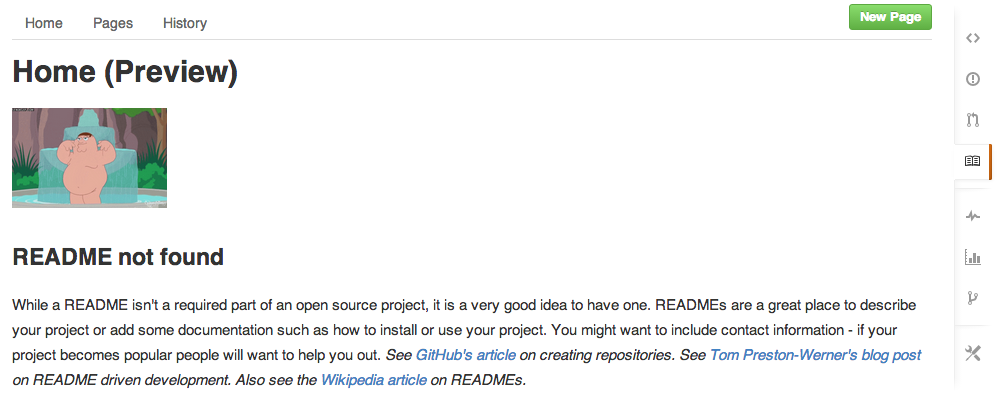 Home Pages History New Page
Home (Preview)
README not found
While a README isn't a required part of an open source project, it is a very good idea to have one. READMEs are a great place to describe
your project or add some documentation such as how to install or use your project. You might want to include contact information - if your
project becomes popular people will want to help you out. See GitHub's article on creating repositories. See Tom Preston-Werner's blog post
on README driven development. Also see the Wikipedia article on READMEs.